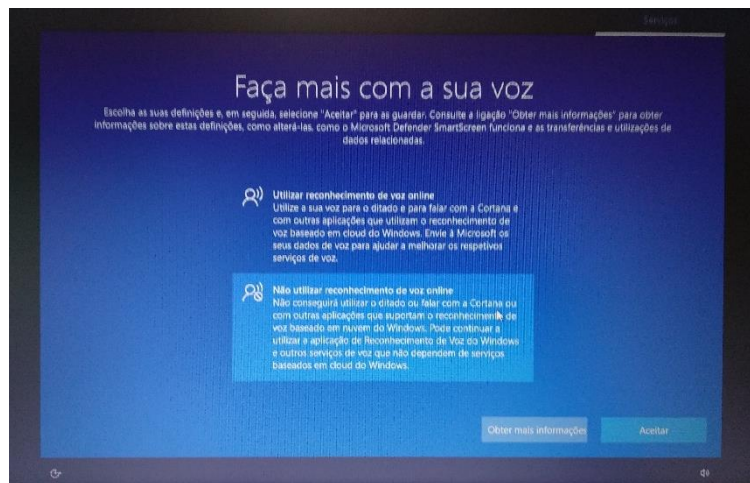 Serviços
Faça mais com a sua voz
Escolha as suas definições e, em seguida, selecione "Aceitar" para as guardar. Consulte a ligação "Obter mais informações" para obter
informações sobre estas definições, como alterá-las, como o Microsoft Defender SmartScreen funciona e as transferências e utilizações de
dados relacionadas.
Utilizar reconhecimento de voz online
Utilize a sua voz para o ditado e para falar com a Cortana e
com outras aplicações que utilizam o reconhecimento de
voz baseado em cloud do Windows. Envie à Microsoft os
seus dados de voz para ajudar a melhorar os respetivos
serviços de voz.
Não utilizar reconhecimento de voz online
Não conseguirá utilizar o ditado ou falar com a Cortana ou
com outras aplicações que suportam o reconhecimento de
voz baseado em nuvem do Windows. Pode continuar a
utilizar a aplicação de Reconhecimento de Voz do Windows
e outros serviços de voz que não dependem de serviços
baseados em cloud do Windows.
Obter mais informações
Aceitar